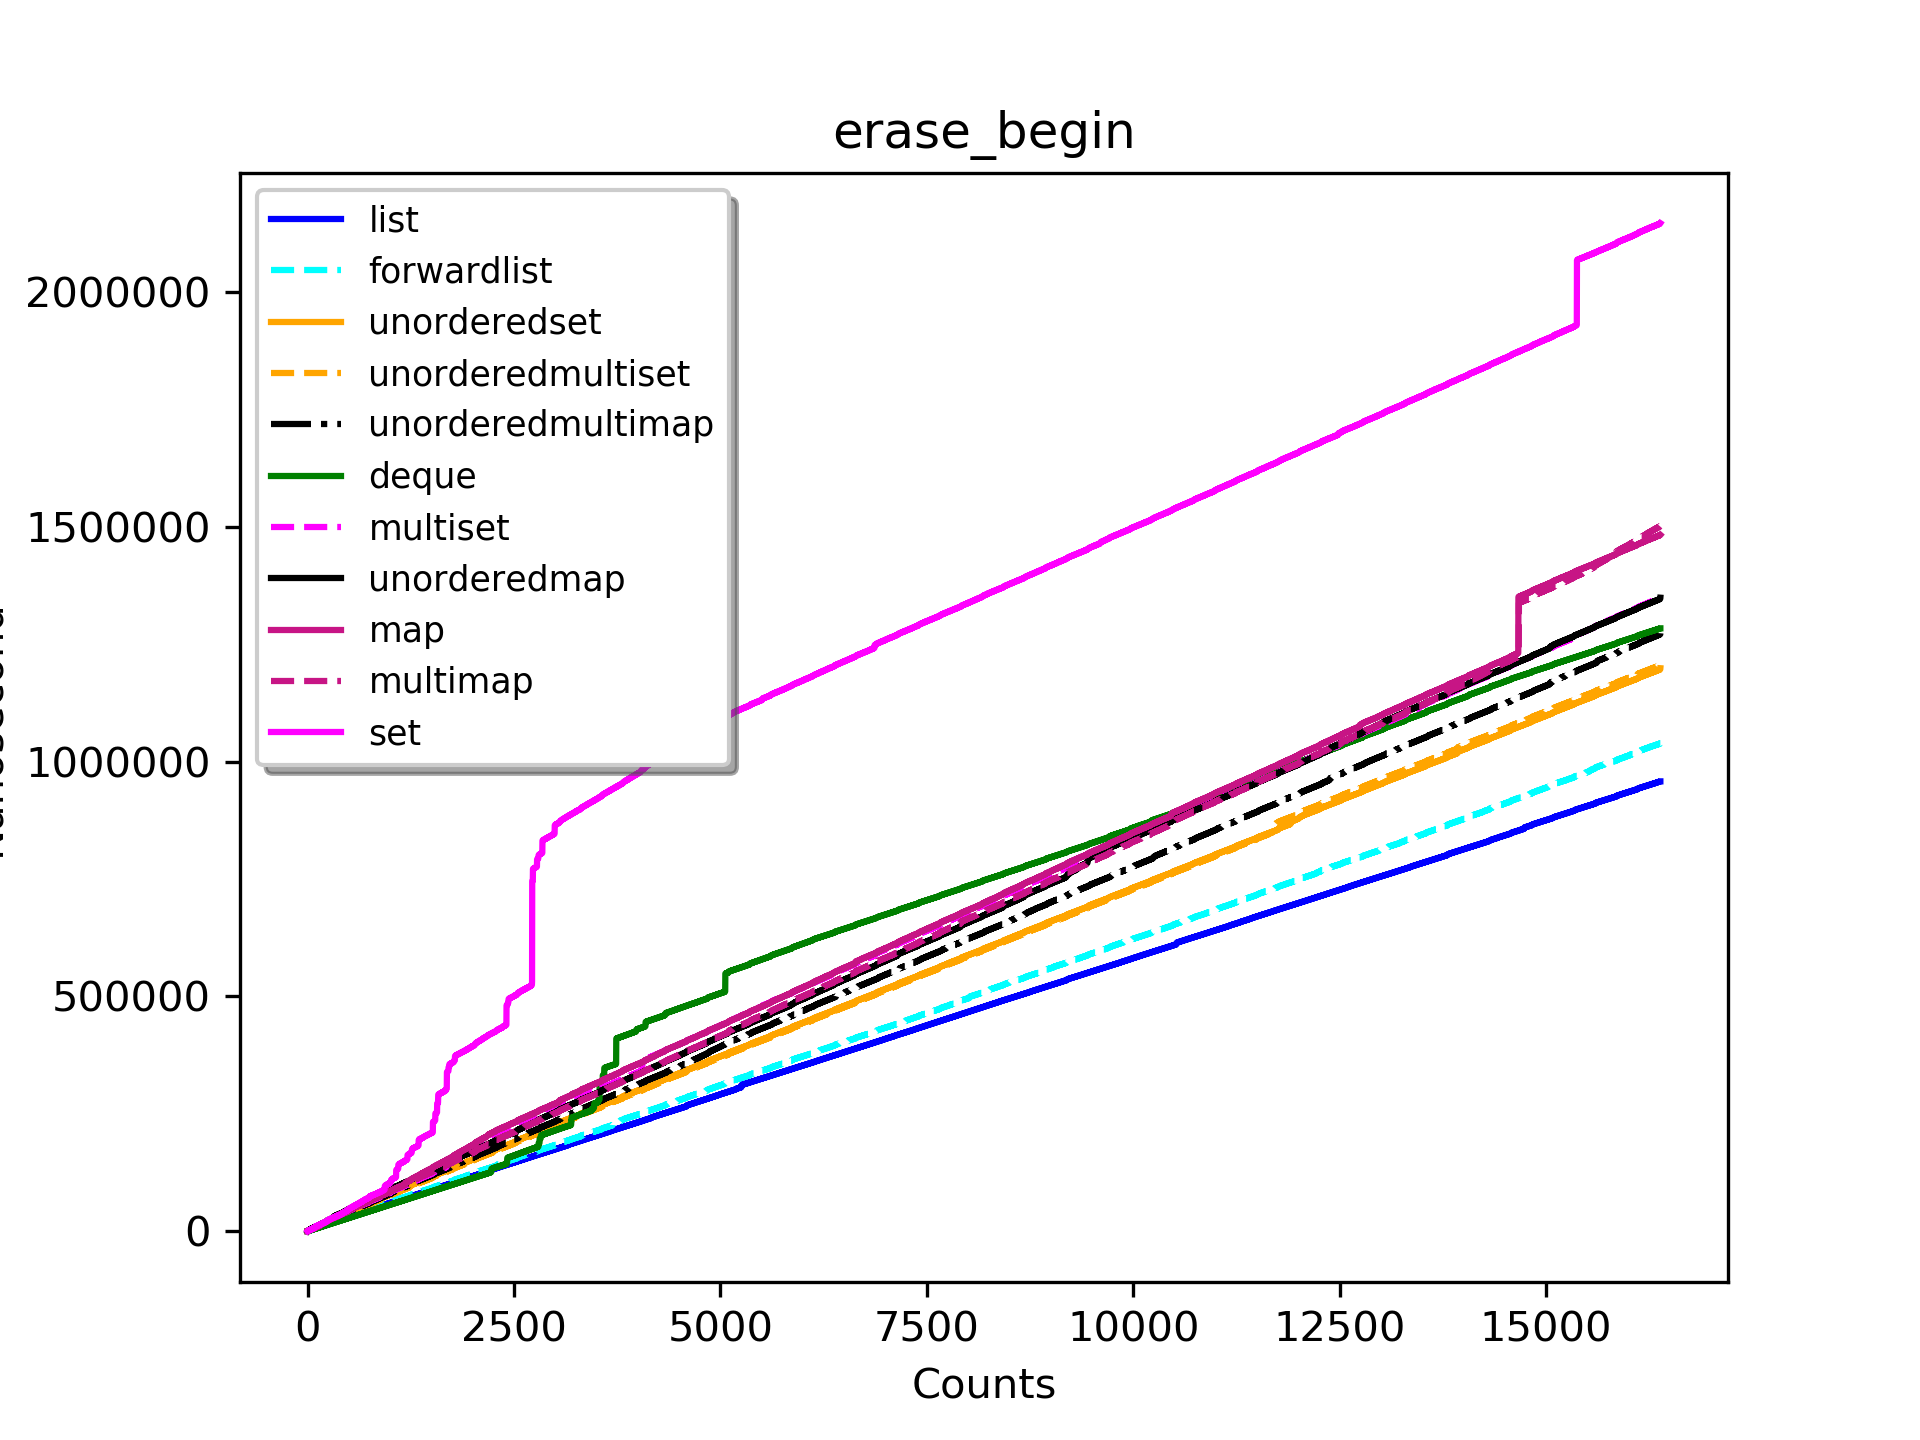 erase_begin
list
forwardlist
unorderedset
unorderedmultiset
unorderedmultimap
deque
multiset
unorderedmap
map
multimap
set
2000000
1500000
1000000
500000
0
0 2500 5000 7500 10000 12500 15000
Counts